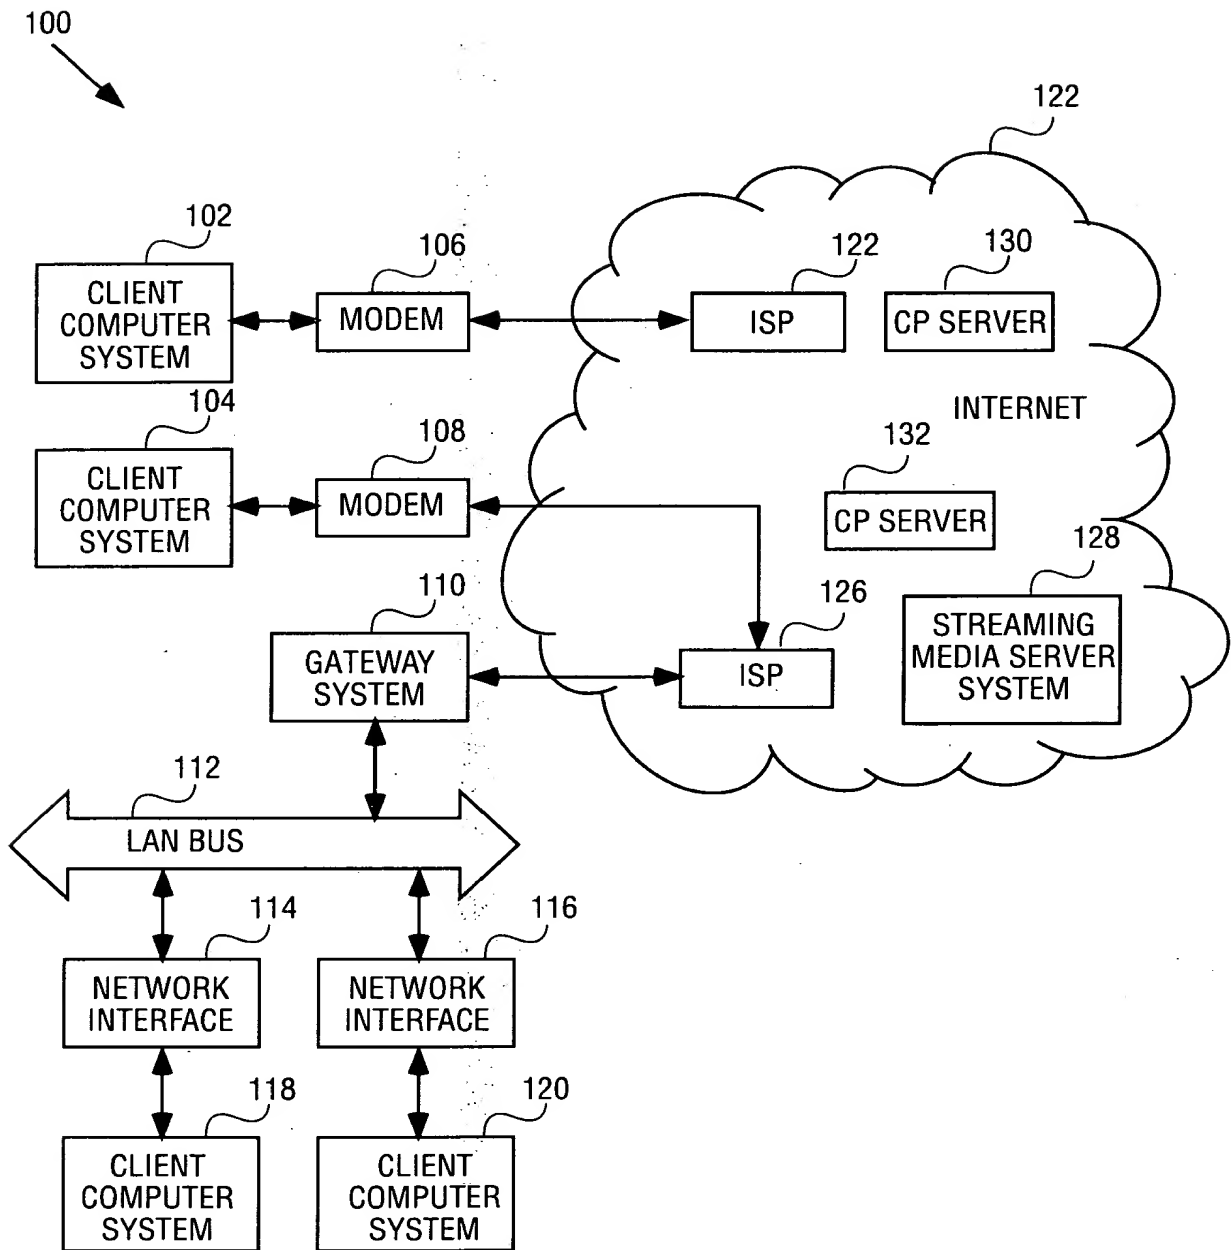 100
122
102
106
122
130
CLIENT
COMPUTER
SYSTEM
MODEM
ISP
CP SERVER
INTERNET
104
108
132
CLIENT
COMPUTER
SYSTEM
MODEM
CP SERVER
128
110
126
STREAMING
MEDIA SERVER
SYSTEM
GATEWAY
SYSTEM
ISP
112
LAN BUS
114
116
NETWORK
INTERFACE
NETWORK
INTERFACE
118
120
CLIENT
COMPUTER
SYSTEM
CLIENT
COMPUTER
SYSTEM